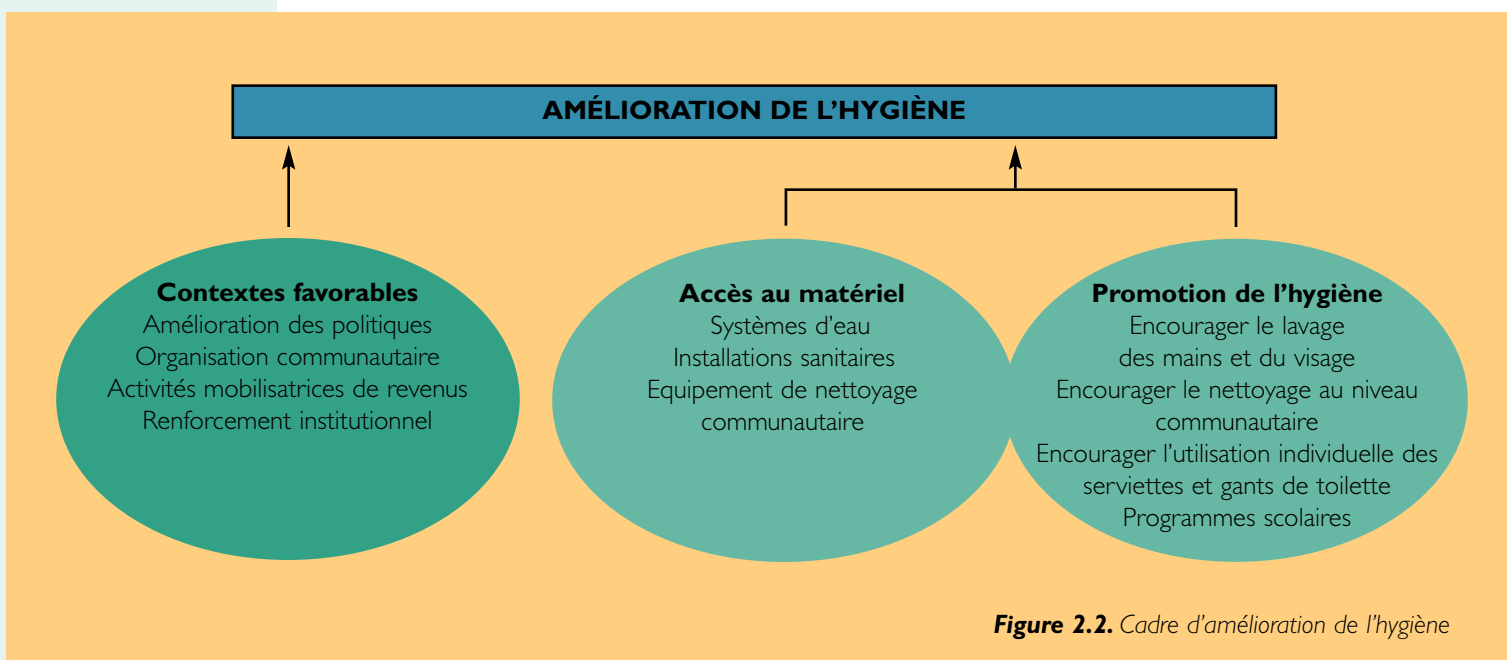 AMÉLIORATION DE L’HYGIÈNE
Contextes favorables
Amélioration des politiques
Organisation communautaire
Activités mobilisatrices de revenus
Renforcement institutionnel
Accès au matériel
Systèmes d’eau
Installations sanitaires
Equipement de nettoyage
communautaire
Promotion de l’hygiène
Encourager le lavage
des mains et du visage
Encourager le nettoyage au niveau
communautaire
Encourager l’utilisation individuelle des
serviettes et gants de toilette
Programmes scolaires
Figure 2.2. Cadre d’amélioration de l’hygiène